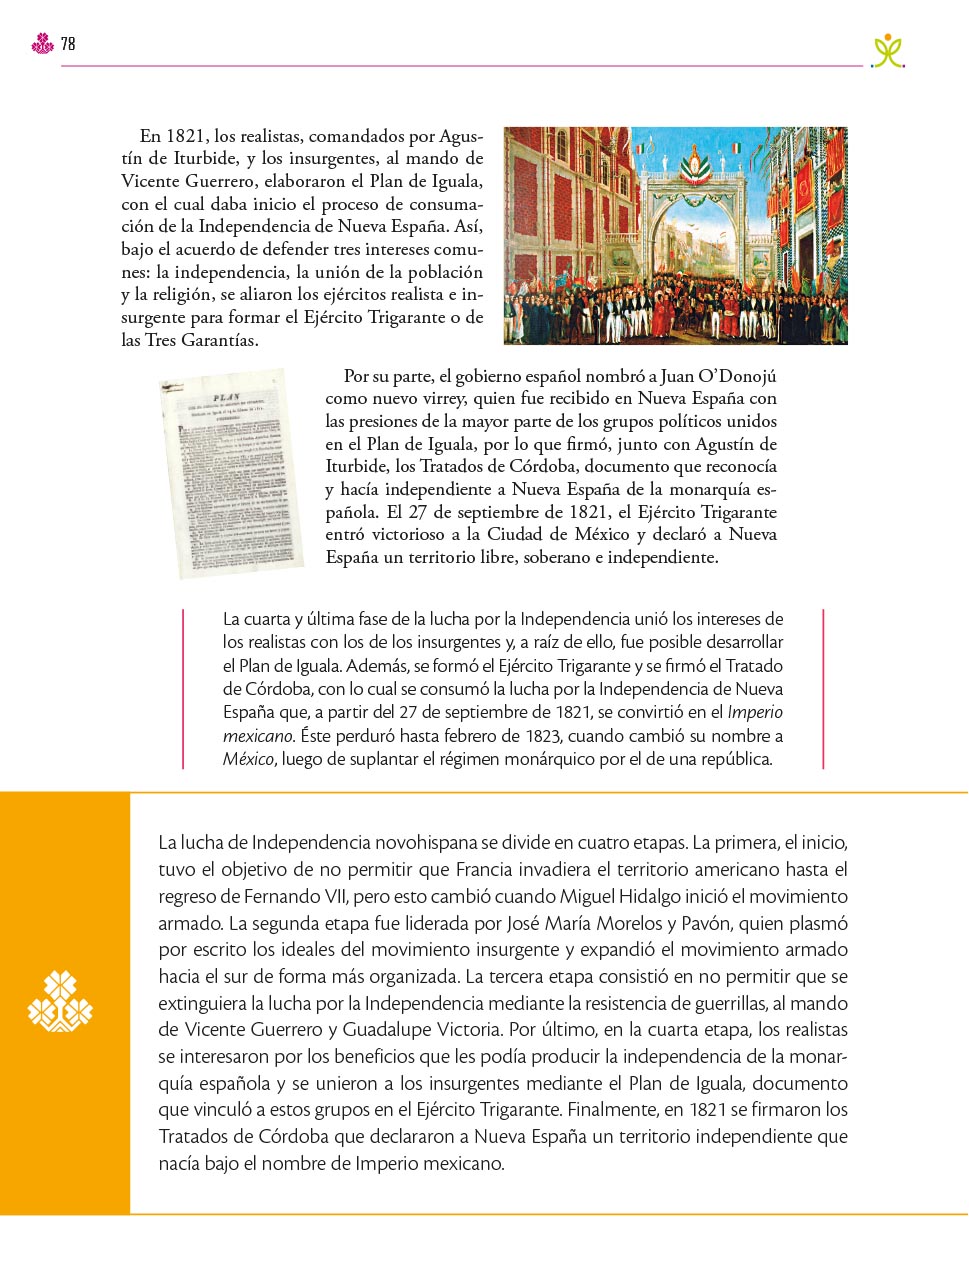 78
En 1821, los realistas, comandados por Agus-
tín de Iturbide, y los insurgentes, al mando de
Vicente Guerrero, elaboraron el Plan de Iguala,
con el cual daba inicio el proceso de consuma-
ción de la Independencia de Nueva España. Así,
bajo el acuerdo de defender tres intereses comu-
nes: la independencia, la unión de la población
y la religión, se aliaron los ejércitos realista e in-
surgente para formar el Ejército Trigarante o de
las Tres Garantías.
PLAN
Por su parte, el gobierno español nombró a Juan O’Donojú
como nuevo virrey, quien fue recibido en Nueva España con
las presiones de la mayor parte de los grupos políticos unidos
en el Plan de Iguala, por lo que firmó, junto con Agustín de
Iturbide, los Tratados de Córdoba, documento que reconocía
y hacía independiente a Nueva España de la monarquía es-
pañola. El 27 de septiembre de 1821, el Ejército Trigarante
entró victorioso a la Ciudad de México y declaró a Nueva
España un territorio libre, soberano e independiente.
La cuarta y última fase de la lucha por la Independencia unió los intereses de
los realistas con los de los insurgentes y, a raíz de ello, fue posible desarrollar
el Plan de Iguala. Además, se formó el Ejército Trigarante y se firmó el Tratado
de Córdoba, con lo cual se consumó la lucha por la Independencia de Nueva
España que, a partir del 27 de septiembre de 1821, se convirtió en el Imperio
mexicano. Éste perduró hasta febrero de 1823, cuando cambió su nombre a
México, luego de suplantar el régimen monárquico por el de una república.
La lucha de Independencia novohispana se divide en cuatro etapas. La primera, el inicio,
tuvo el objetivo de no permitir que Francia invadiera el territorio americano hasta el
regreso de Fernando VII, pero esto cambió cuando Miguel Hidalgo inició el movimiento
armado. La segunda etapa fue liderada por José María Morelos y Pavón, quien plasmó
por escrito los ideales del movimiento insurgente y expandió el movimiento armado
hacia el sur de forma más organizada. La tercera etapa consistió en no permitir que se
extinguiera la lucha por la Independencia mediante la resistencia de guerrillas, al mando
de Vicente Guerrero y Guadalupe Victoria. Por último, en la cuarta etapa, los realistas
se interesaron por los beneficios que les podía producir la independencia de la monar-
quía española y se unieron a los insurgentes mediante el Plan de Iguala, documento
que vinculó a estos grupos en el Ejército Trigarante. Finalmente, en 1821 se firmaron los
Tratados de Córdoba que declararon a Nueva España un territorio independiente que
nacía bajo el nombre de Imperio mexicano.